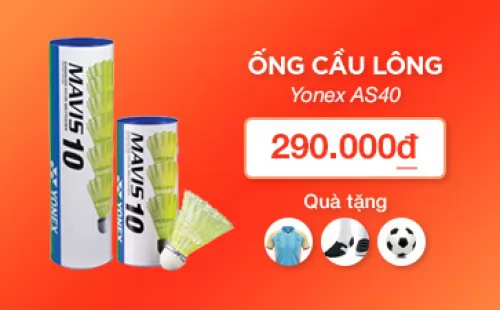 ỐNG CẦU LÔNG
Yonex AS40
290.000đ
Quà tặng
MAVIS 10
YONEX
MAVIS 10
YONEX